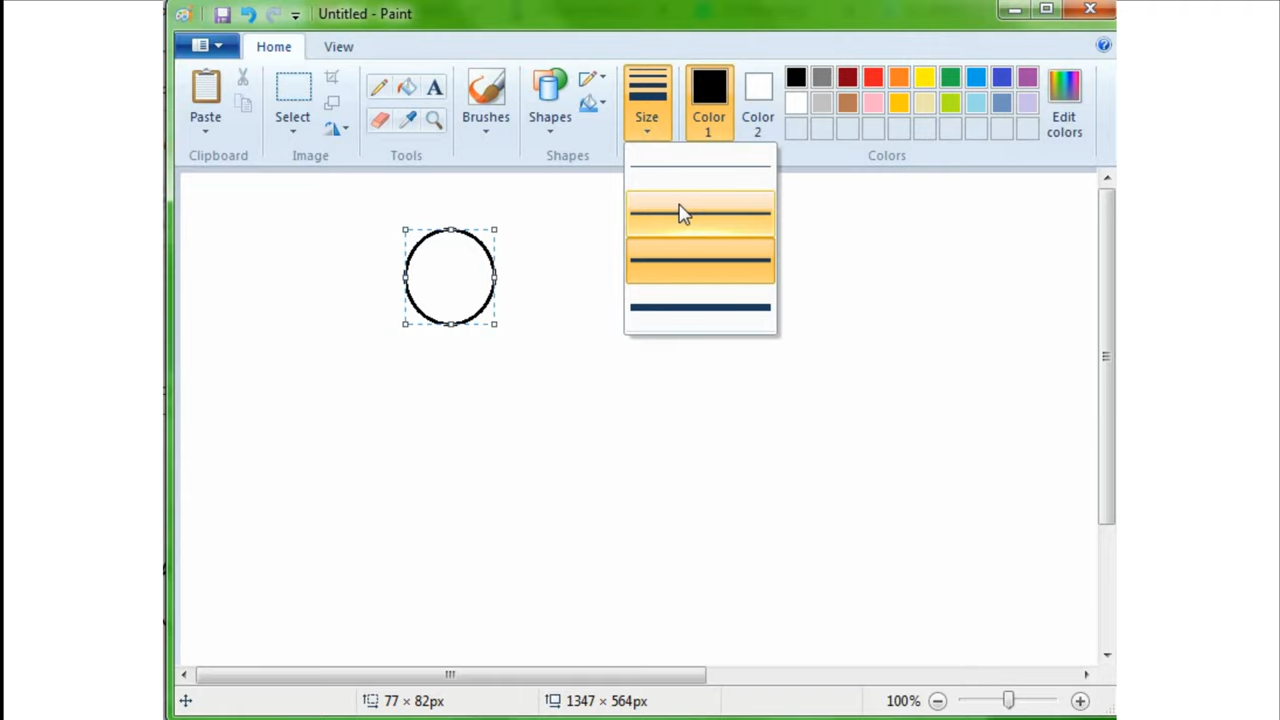 Untitled - Paint
Home View
Paste Select Brushes Shapes Size Color 1 Color 2 Edit colors
Clipboard Image Tools Shapes Colors
A
77 × 82px 1347 × 564px 100%